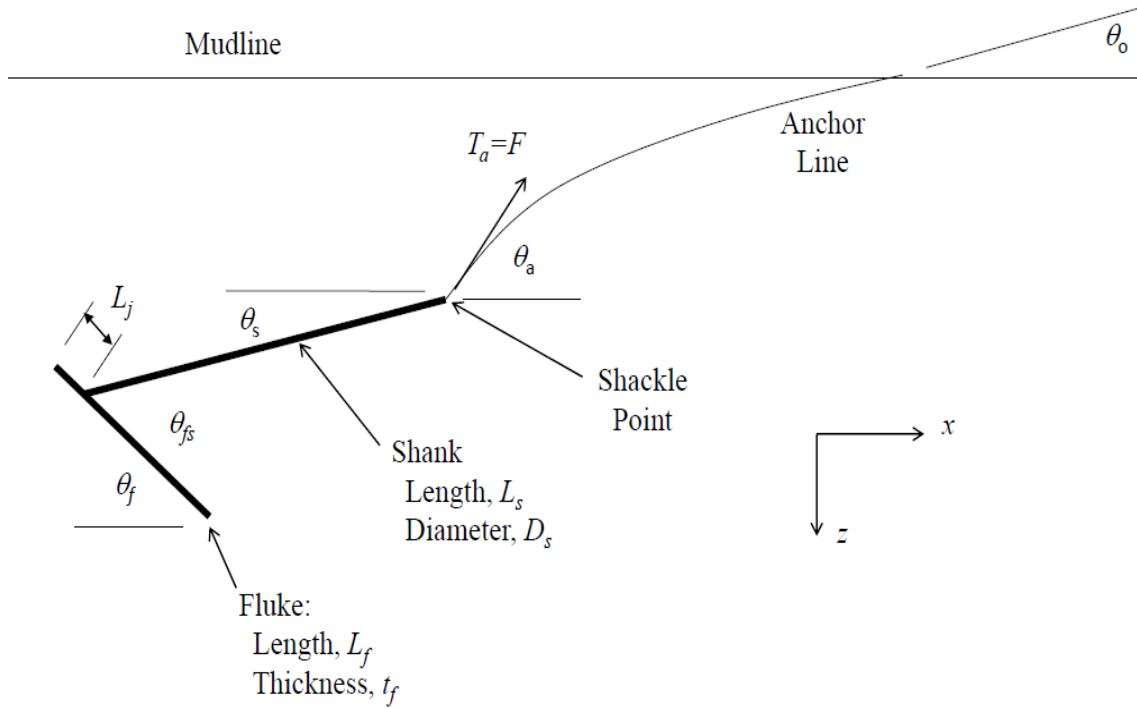 Mudline
θo
Anchor
Line
Ta=F
θa
Lj
θs
Shackle
Point
θfs
x
Shank
Length, Ls
Diameter, Ds
θf
z
Fluke:
Length, Lf
Thickness, tf